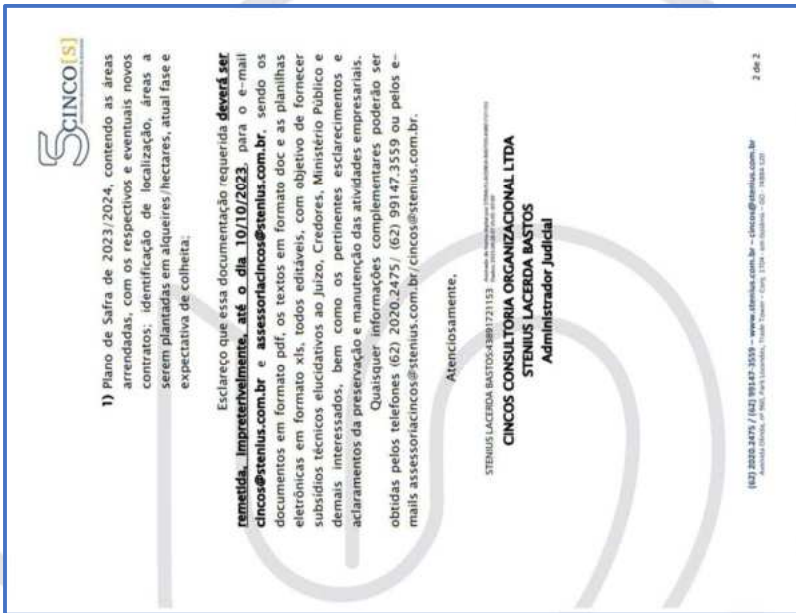 5CINCO[S]
1) Plano de Safra de 2023/2024, contendo as áreas
arrendadas, com os respectivos e eventuais novos
contratos; identificação de localização, áreas a
serem plantadas em alqueires/hectares, atual fase e
expectativa de colheita;
Esclareço que essa documentação requerida deverá ser
remetida, impreterivelmente, até o dia 10/10/2023, para o e-mail
cincos@stenius.com.br e assessoriacincos@stenius.com.br, sendo os
documentos em formato pdf, os textos em formato doc e as planilhas
eletrônicas em formato xls, todos editáveis, com objetivo de fornecer
subsídios técnicos elucidativos ao Juízo, Credores, Ministério Público e
demais interessados, bem como os pertinentes esclarecimentos e
aclaramentos da preservação e manutenção das atividades empresariais.
Quaisquer informações complementares poderão ser
obtidas pelos telefones (62) 2020.2475/ (62) 99147.3559 ou pelos e-
mails assessoriacincos@stenius.com.br/cincos@stenius.com.br.
Atenciosamente,
STENIUS LACERDA BASTOS:43891721153
CINCOS CONSULTORIA ORGANIZACIONAL LTDA
STENIUS LACERDA BASTOS
Administrador Judicial
(62) 2020.2475 / (62) 99147-3559 – www.stenius.com.br – cincos@stenius.com.br
2 de 2